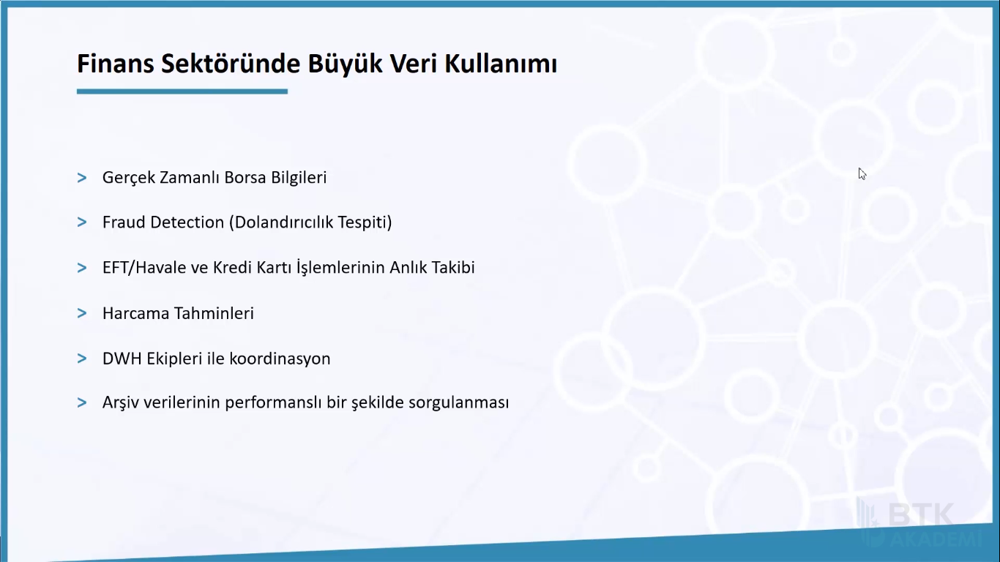 Finans Sektöründe Büyük Veri Kullanımı
> Gerçek Zamanlı Borsa Bilgileri
> Fraud Detection (Dolandırıcılık Tespiti)
> EFT/Havale ve Kredi Kartı İşlemlerinin Anlık Takibi
> Harcama Tahminleri
> DWH Ekipleri ile koordinasyon
> Arşiv verilerinin performanslı bir şekilde sorgulanması
BTK
AKADEMİ